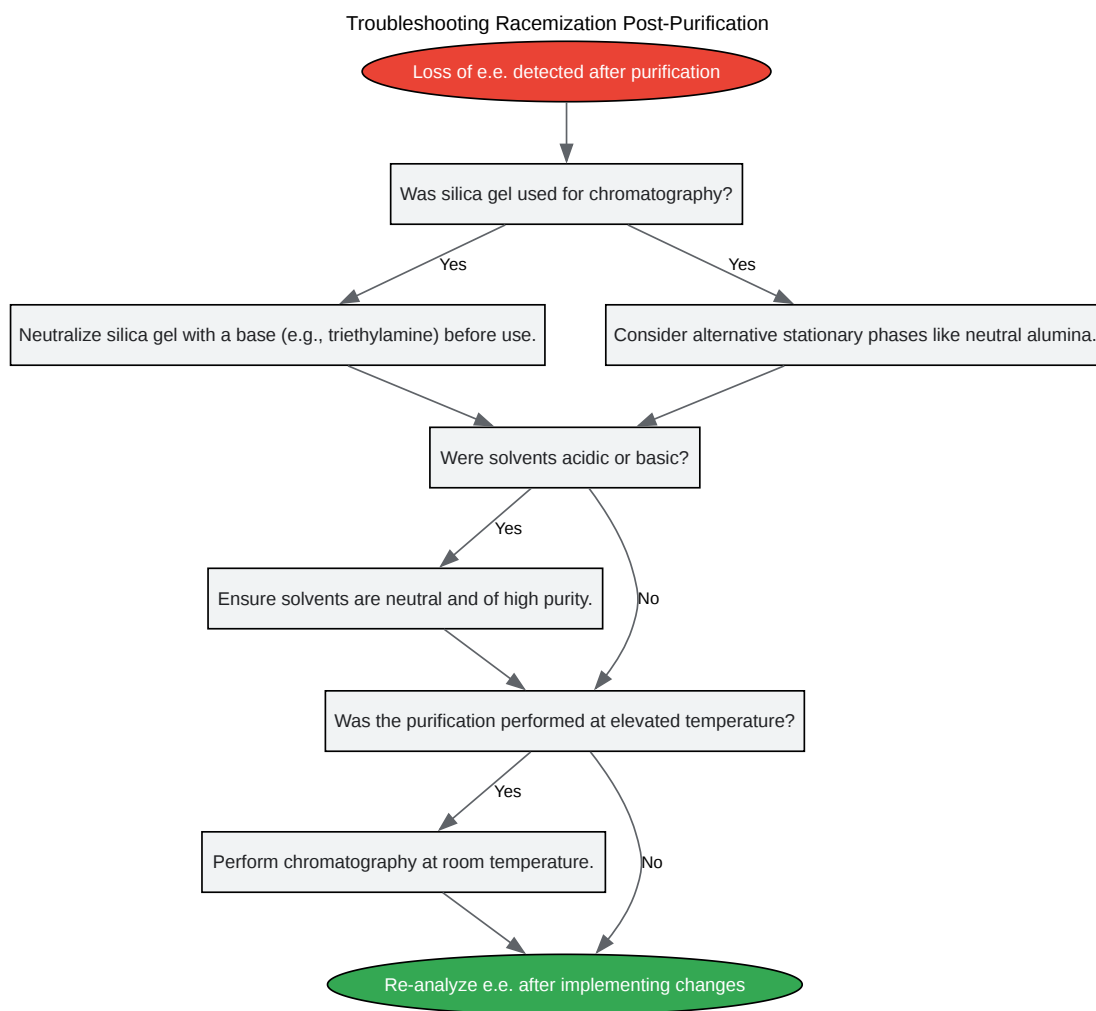 Troubleshooting Racemization Post-Purification
Loss of e.e. detected after purification
Was silica gel used for chromatography?
Yes
Yes
Neutralize silica gel with a base (e.g., triethylamine) before use.
Consider alternative stationary phases like neutral alumina.
Were solvents acidic or basic?
Yes
Ensure solvents are neutral and of high purity.
No
Was the purification performed at elevated temperature?
Yes
Perform chromatography at room temperature.
No
Re-analyze e.e. after implementing changes